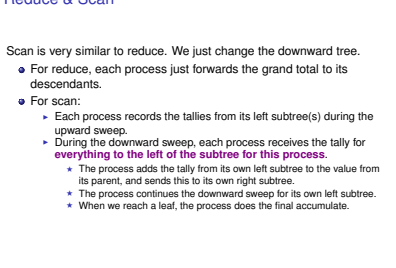 Reduce & Scan
Scan is very similar to reduce. We just change the downward tree.
For reduce, each process just forwards the grand total to its
descendants.
For scan:
Each process records the tallies from its left subtree(s) during the
upward sweep.
During the downward sweep, each process receives the tally for
everything to the left of the subtree for this process.
The process adds the tally from its own left subtree to the value from
its parent, and sends this to its own right subtree.
The process continues the downward sweep for its own left subtree.
When we reach a leaf, the process does the final accumulate.